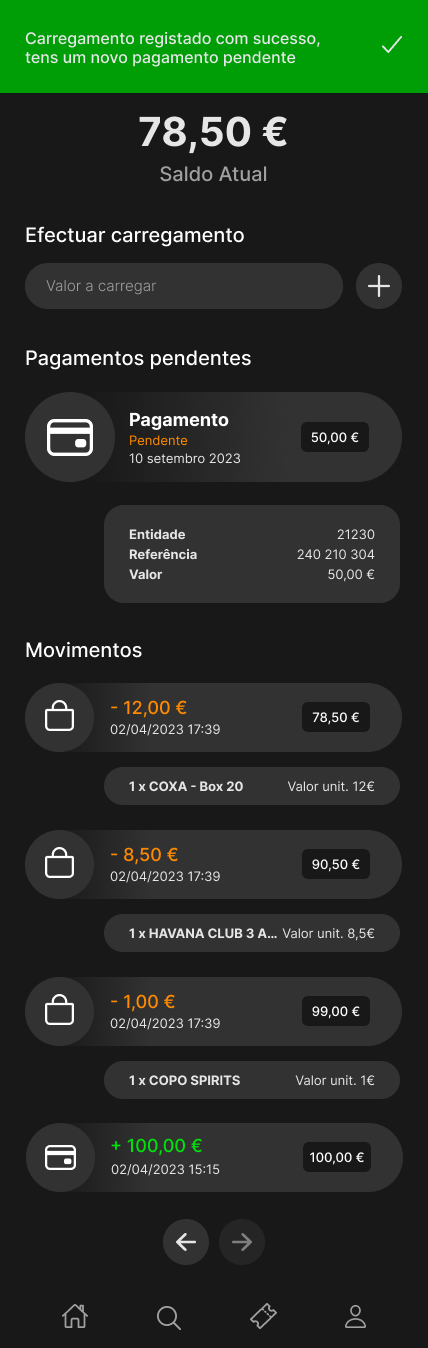 Carregamento registado com sucesso,
tens um novo pagamento pendente
78,50 €
Saldo Atual
Efectuar carregamento
Valor a carregar
Pagamentos pendentes
Pagamento
Pendente
10 setembro 2023
50,00 €
Entidade 21230
Referência 240 210 304
Valor 50,00 €
Movimentos
- 12,00 €
02/04/2023 17:39
78,50 €
1 x COXA - Box 20 Valor unit. 12€
- 8,50 €
02/04/2023 17:39
90,50 €
1 x HAVANA CLUB 3 A... Valor unit. 8,5€
- 1,00 €
02/04/2023 17:39
99,00 €
1 x COPO SPIRITS Valor unit. 1€
+ 100,00 €
02/04/2023 15:15
100,00 €